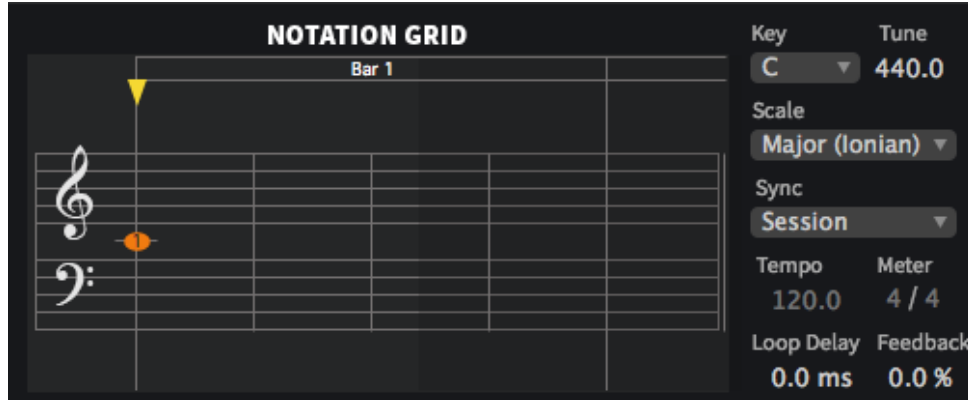 NOTATION GRID
Bar 1
1
Key Tune
C 440.0
Scale
Major (Ionian)
Sync
Session
Tempo Meter
120.0 4 / 4
Loop Delay Feedback
0.0 ms 0.0 %